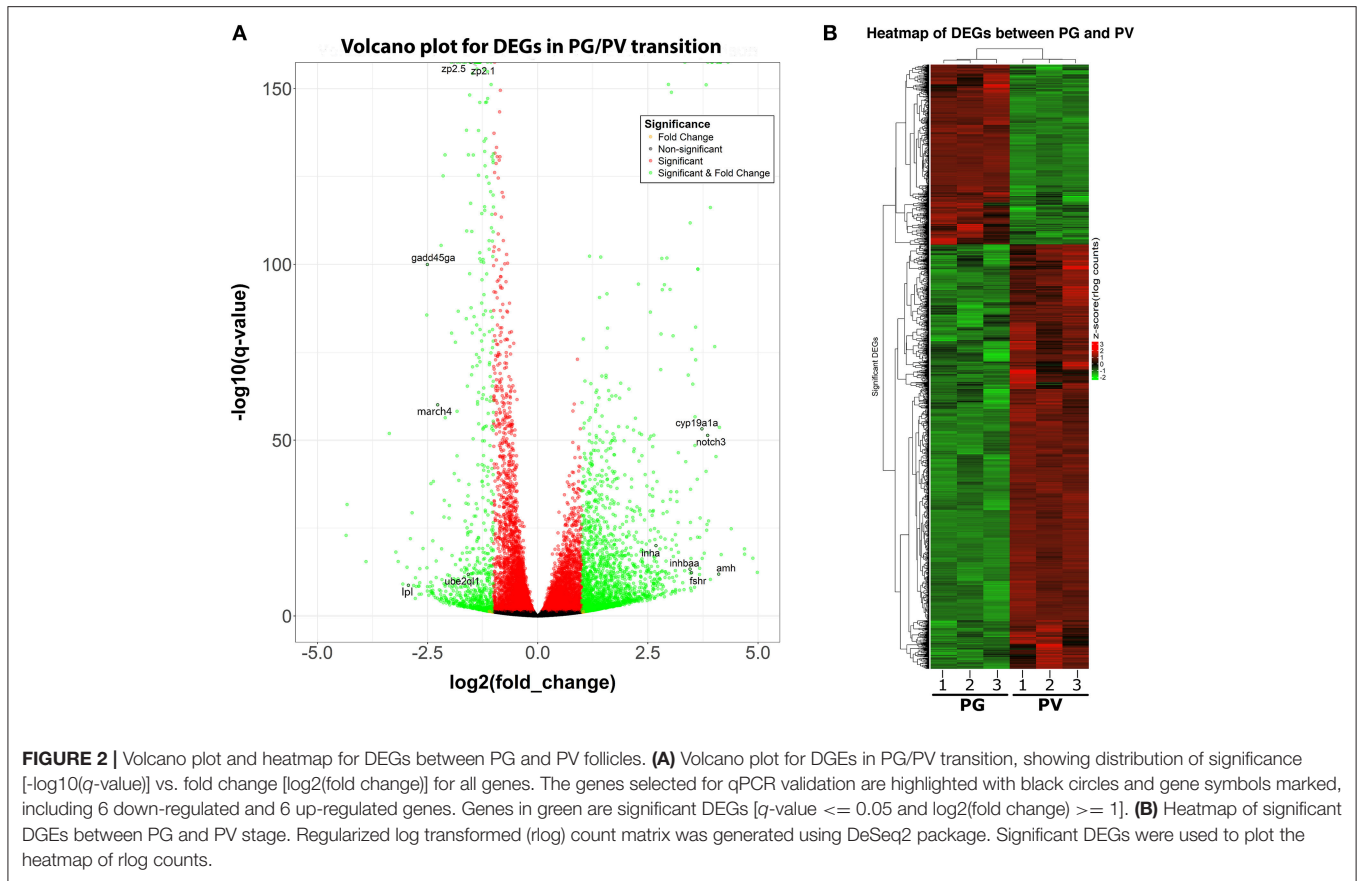 A
Volcano plot for DEGs in PG/PV transition
zp2.5
zp2.1
150
100
50
0
-log10(q-value)
Significance
Fold Change
Non-significant
Significant
Significant & Fold Change
gadd45ga
march4
cyp19a1a
notch3
inha
inhbaa
fshr
amh
ube2ql1
lpl
-5.0
-2.5
0.0
2.5
5.0
log2(fold_change)
B
Heatmap of DEGs between PG and PV
Significant DEGs
z-score(rlog counts)
3
2
1
0
-1
-2
1 2 3 1 2 3
PG PV
FIGURE 2 | Volcano plot and heatmap for DEGs between PG and PV follicles. (A) Volcano plot for DGEs in PG/PV transition, showing distribution of significance
[-log10(q-value)] vs. fold change [log2(fold change)] for all genes. The genes selected for qPCR validation are highlighted with black circles and gene symbols marked,
including 6 down-regulated and 6 up-regulated genes. Genes in green are significant DEGs [q-value <= 0.05 and log2(fold change) >= 1]. (B) Heatmap of significant
DGEs between PG and PV stage. Regularized log transformed (rlog) count matrix was generated using DeSeq2 package. Significant DEGs were used to plot the
heatmap of rlog counts.